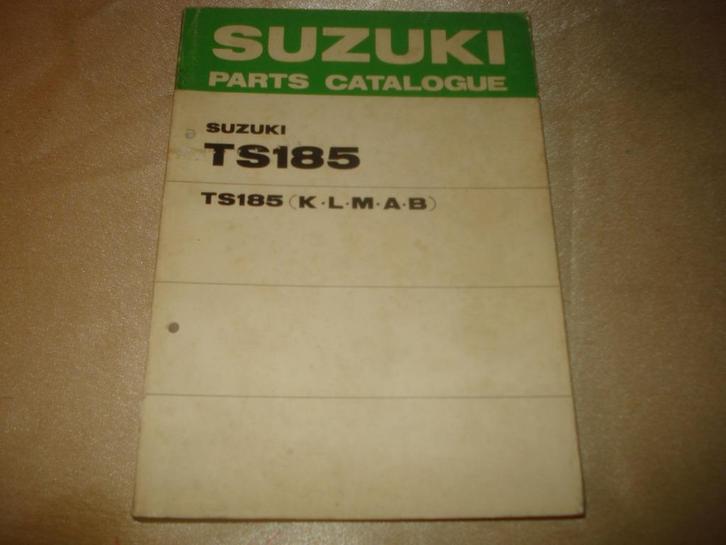 SUZUKI
PARTS CATALOGUE
SUZUKI
TS185
TS185 (K·L·M·A·B)